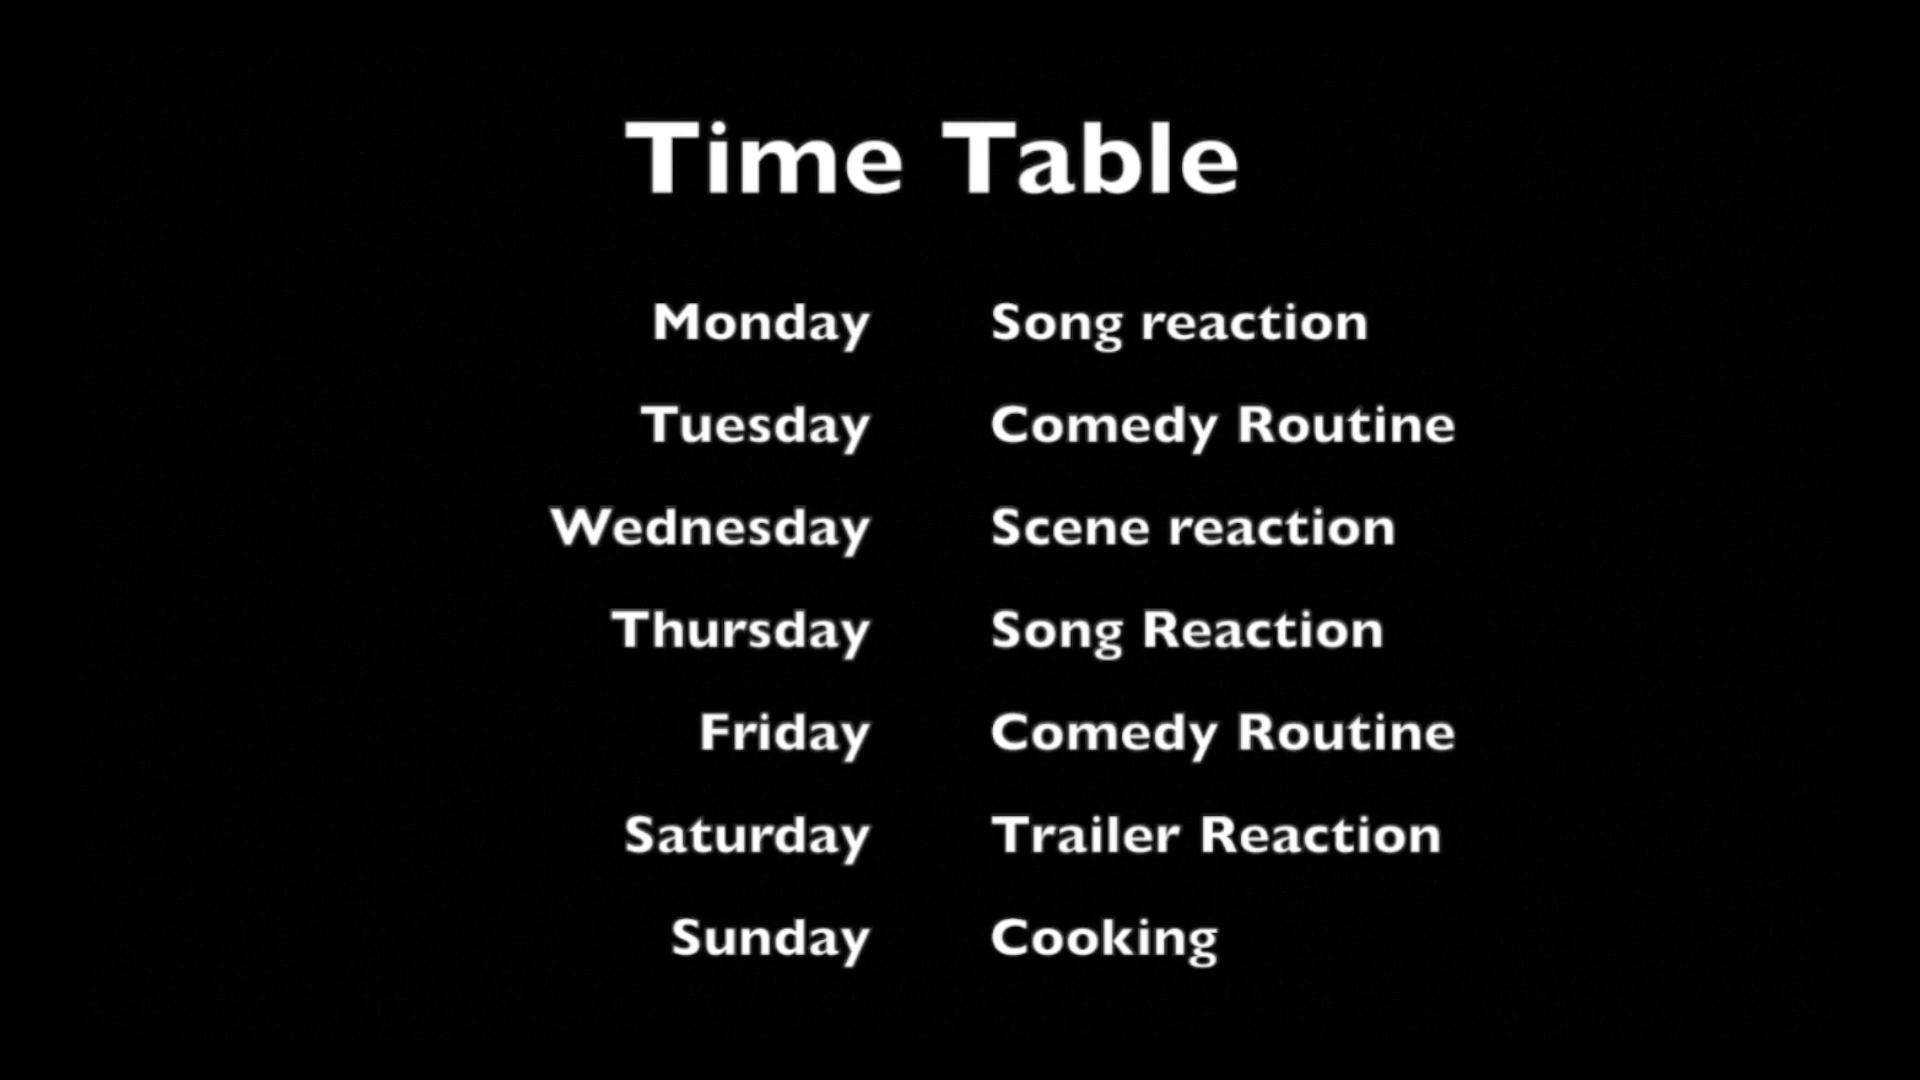 Time Table
Monday Song reaction
Tuesday Comedy Routine
Wednesday Scene reaction
Thursday Song Reaction
Friday Comedy Routine
Saturday Trailer Reaction
Sunday Cooking